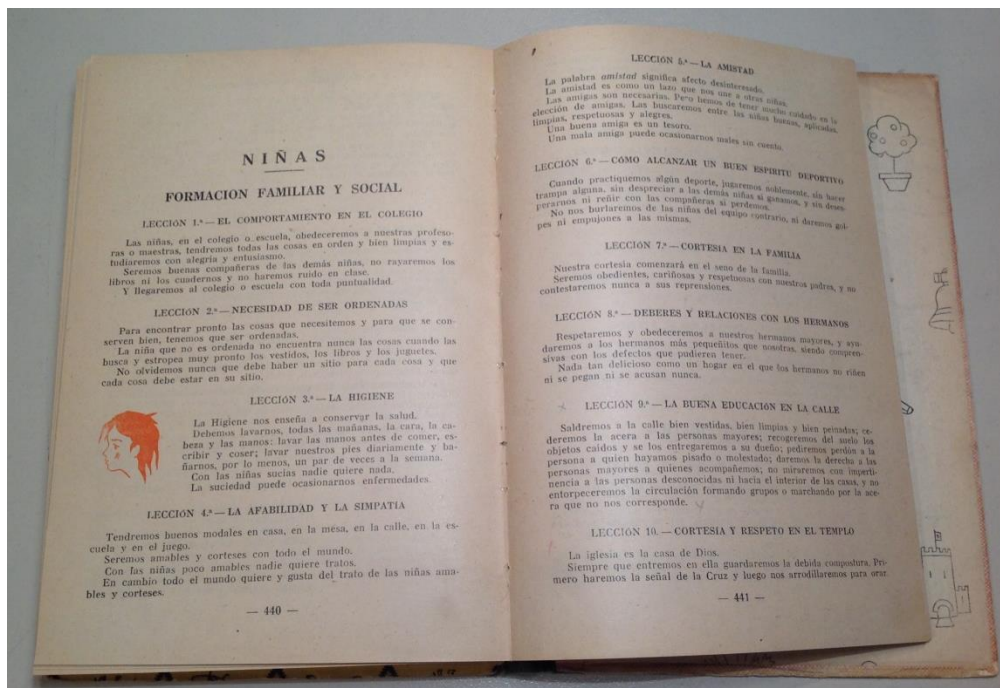 NIÑAS
FORMACION FAMILIAR Y SOCIAL
LECCIÓN 1.ª — EL COMPORTAMIENTO EN EL COLEGIO
Las niñas, en el colegio o escuela, obedeceremos a nuestras profeso-
ras o maestras, tendremos todas las cosas en orden y bien limpias y es-
tudiaremos con alegría y entusiasmo.
Seremos buenas compañeras de las demás niñas, no rayaremos los
libros ni los cuadernos y no haremos ruido en clase.
Y llegaremos al colegio o escuela con toda puntualidad.
LECCIÓN 2.ª — NECESIDAD DE SER ORDENADAS
Para encontrar pronto las cosas que necesitemos y para que se con-
serven bien, tenemos que ser ordenadas.
La niña que no es ordenada no encuentra nunca las cosas cuando las
busca y estropea muy pronto los vestidos, los libros y los juguetes.
No olvidemos nunca que debe haber un sitio para cada cosa y que
cada cosa debe estar en su sitio.
LECCIÓN 3.ª — LA HIGIENE
La Higiene nos enseña a conservar la salud.
Debemos lavarnos, todas las mañanas, la cara, la ca-
beza y las manos: lavar las manos antes de comer, es-
cribir y coser; lavar nuestros pies diariamente y ba-
ñarnos, por lo menos, un par de veces a la semana.
Con las niñas sucias nadie quiere nada.
La suciedad puede ocasionarnos enfermedades.
LECCIÓN 4.ª — LA AFABILIDAD Y LA SIMPATIA
Tendremos buenos modales en casa, en la mesa, en la calle, en la es-
cuela y en el juego.
Seremos amables y corteses con todo el mundo.
Con las niñas poco amables nadie quiere tratos.
En cambio todo el mundo quiere y gusta del trato de las niñas ama-
bles y corteses.
— 440 —
LECCIÓN 5.ª — LA AMISTAD
La palabra amistad significa afecto desinteresado.
La amistad es como un lazo que nos une a otras niñas.
Las amigas son necesarias. Pero hemos de tener mucho cuidado en la
elección de amigas. Las buscaremos entre las niñas buenas, aplicadas,
limpias, respetuosas y alegres.
Una buena amiga es un tesoro.
Una mala amiga puede ocasionarnos males sin cuento.
LECCIÓN 6.ª — CÓMO ALCANZAR UN BUEN ESPIRITU DEPORTIVO
Cuando practiquemos algún deporte, jugaremos noblemente, sin hacer
trampa alguna, sin despreciar a las demás niñas si ganamos, y sin deses-
perarnos ni reñir con las compañeras si perdemos.
No nos burlaremos de las niñas del equipo contrario, ni daremos gol-
pes ni empujones a las mismas.
LECCIÓN 7.ª — CORTESIA EN LA FAMILIA
Nuestra cortesía comenzará en el seno de la familia.
Seremos obedientes, cariñosas y respetuosas con nuestros padres, y no
contestaremos nunca a sus reprensiones.
LECCIÓN 8.ª — DEBERES Y RELACIONES CON LOS HERMANOS
Respetaremos y obedeceremos a nuestros hermanos mayores, y ayu-
daremos a los hermanos más pequeñitos que nosotras, siendo compren-
sivas con los defectos que pudieren tener.
Nada tan delicioso como un hogar en el que los hermanos no riñen
ni se pegan ni se acusan nunca.
LECCIÓN 9.ª — LA BUENA EDUCACIÓN EN LA CALLE
Saldremos a la calle bien vestidas, bien limpias y bien peinadas; ce-
deremos la acera a las personas mayores; recogeremos del suelo los
objetos caídos y se los entregaremos a su dueño; pediremos perdón a la
persona a quien hayamos pisado o molestado; daremos la derecha a las
personas mayores a quienes acompañemos; no miraremos con imperti-
nencia a las personas desconocidas ni hacia el interior de las casas, y no
entorpeceremos la circulación formando grupos o marchando por la ace-
ra que no nos corresponde.
LECCIÓN 10. — CORTESIA Y RESPETO EN EL TEMPLO
La iglesia es la casa de Dios.
Siempre que entremos en ella guardaremos la debida compostura. Pri-
mero haremos la señal de la Cruz y luego nos arrodillaremos para orar.
— 441 —